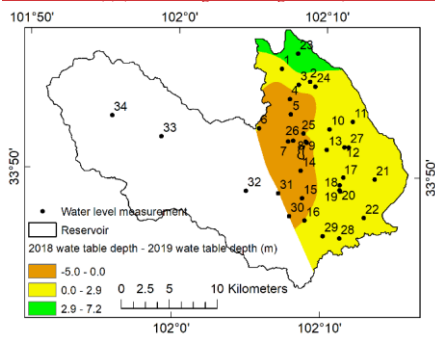 101°50' 102°0' 102°10'
23
1
3 2 24
4
5
34
6 25 10 11
33 26
7 8 9 13 27
12
14
33°50' 33°50'
17 21
32 31 18
15 20
19
30 16 22
29 28
Water level measurement
Reservoir
2018 wate table depth - 2019 wate table depth (m)
-5.0 - 0.0
0.0 - 2.9
2.9 - 7.2
0 2.5 5 10 Kilometers
102°0' 102°10'